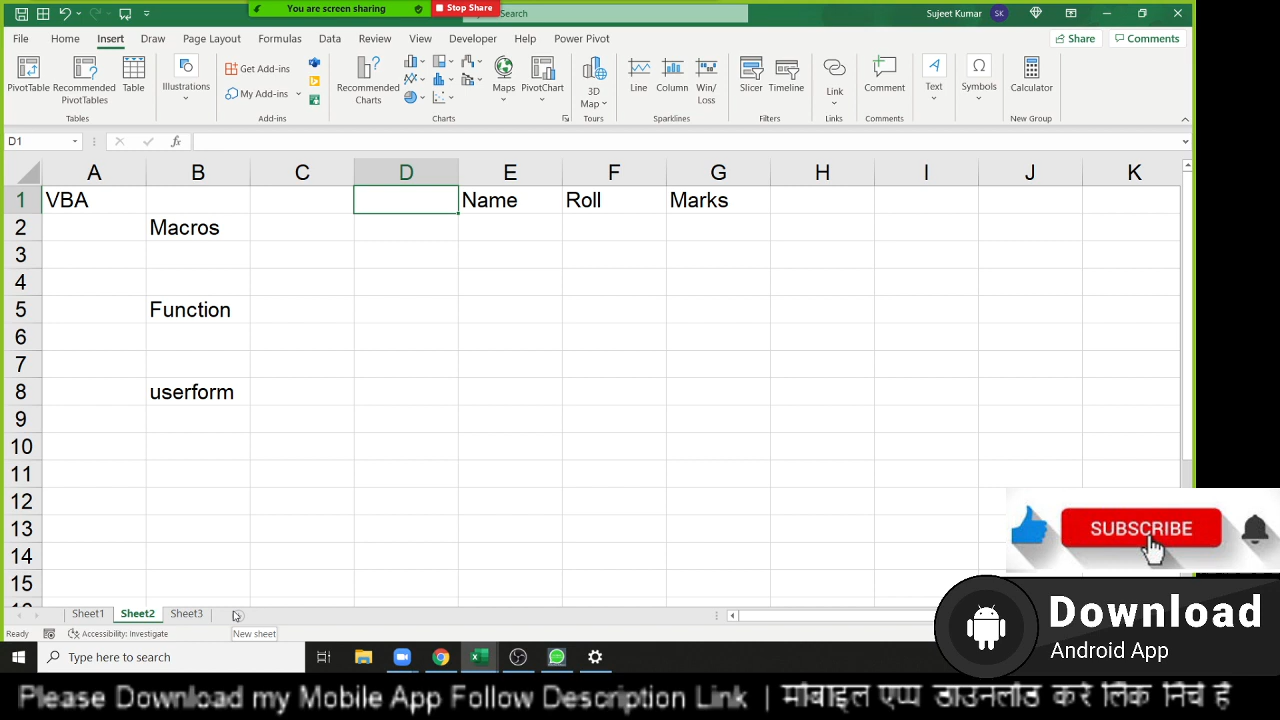 You are screen sharing
Stop Share
Search
Sujeet Kumar
SK
File Home Insert Draw Page Layout Formulas Data Review View Developer Help Power Pivot
Share
Comments
PivotTable
Recommended PivotTables
Table
Illustrations
Get Add-ins
My Add-ins
Recommended Charts
Maps
PivotChart
3D Map
Line
Column
Win/Loss
Slicer
Timeline
Link
Comment
Text
Symbols
Calculator
Tables
Add-ins
Charts
Tours
Sparklines
Filters
Links
Comments
New Group
D1
fx
A B C D E F G H I J K
1 VBA Name Roll Marks
2 Macros
3
4
5 Function
6
7
8 userform
9
10
11
12
13
14
15
SUBSCRIBE
Sheet1 Sheet2 Sheet3
Ready
Accessibility: Investigate
New sheet
Download
Android App
Type here to search
Please Download my Mobile App Follow Description Link | मोबाइल एप्प डाउनलोड करे लिंक निचे हैं